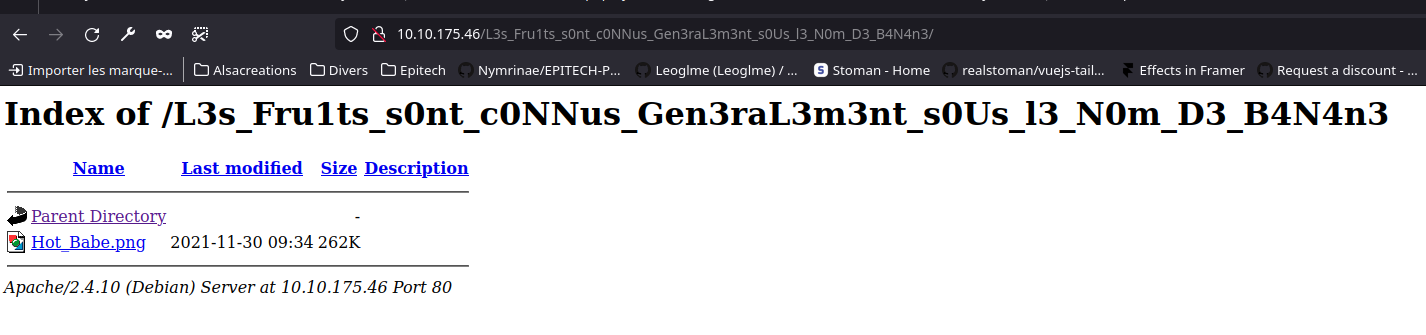 10.10.175.46/L3s_Fru1ts_s0nt_c0NNus_Gen3raL3m3nt_s0Us_l3_N0m_D3_B4N4n3/
Importer les marque-... Alsacreations Divers Epitech Nymrinae/EPITECH-P... Leoglme (Leoglme) / ... S Stoman - Home realstoman/vuejs-tail... Effects in Framer Request a discount - ...
Index of /L3s_Fru1ts_s0nt_c0NNus_Gen3raL3m3nt_s0Us_l3_N0m_D3_B4N4n3
Name Last modified Size Description
Parent Directory -
Hot_Babe.png 2021-11-30 09:34 262K
Apache/2.4.10 (Debian) Server at 10.10.175.46 Port 80